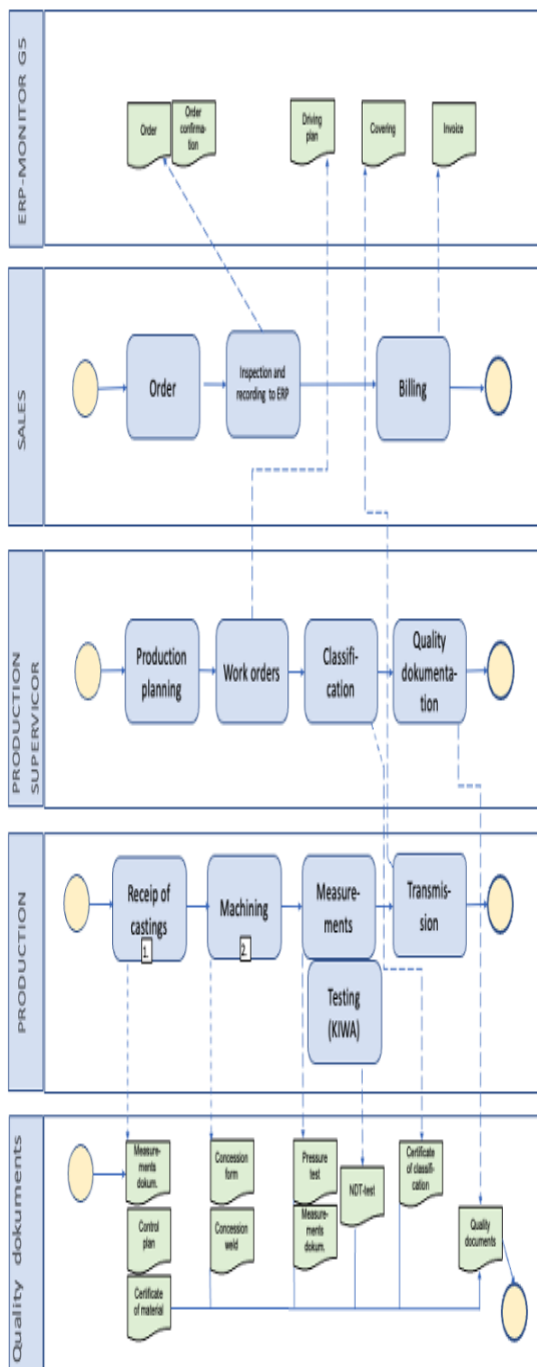 ERP-MONITOR G5
Order
Order
confirma-
tion
Driving
plan
Covering
Invoice
SALES
Order
Inspection and
recording to ERP
Billing
PRODUCTION
SUPERVICOR
Production
planning
Work orders
Classifi-
cation
Quality
dokumenta-
tion
PRODUCTION
Receip of
castings
1.
Machining
2.
Measure-
ments
Transmis-
sion
Testing
(KIWA)
Quality dokuments
Measure-
ments
dokum.
Concession
form
Pressure
test
NDT-test
Certificate
of classifi-
cation
Control
plan
Concession
weld
Measure-
ments
dokum.
Quality
documents
Certificate
of material